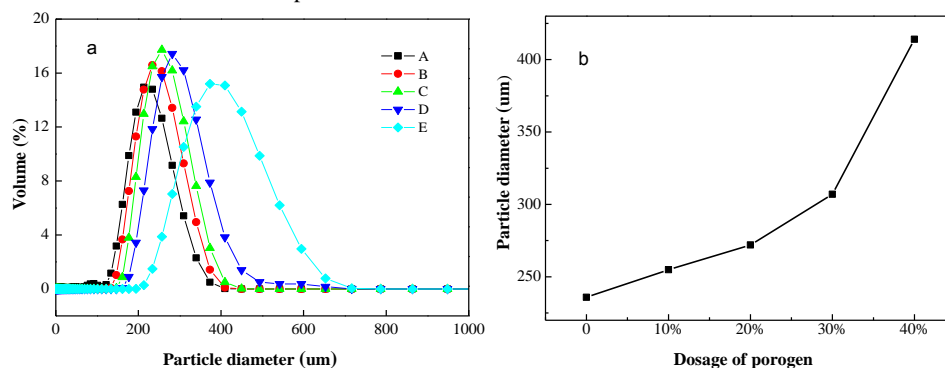 a
20
16
12
8
4
0
Volume (%)
0 200 400 600 800 1000
Particle diameter (um)
A
B
C
D
E
b
400
350
300
250
Particle diameter (um)
0 10% 20% 30% 40%
Dosage of porogen